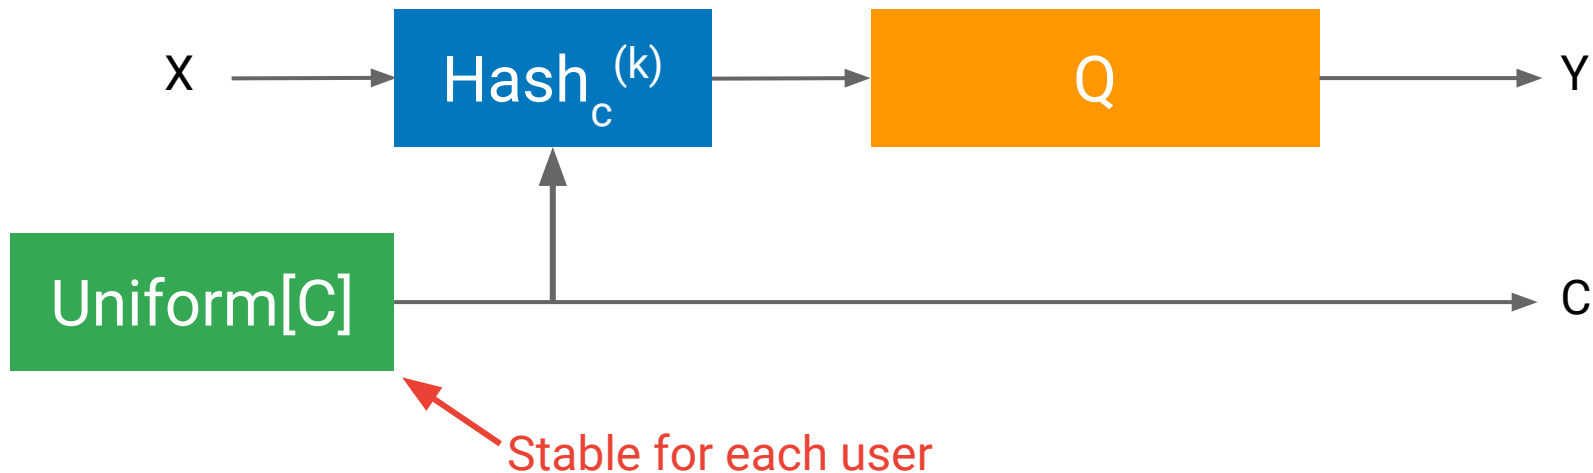 X
Hash_c^(k)
Q
Y
Uniform[C]
C
Stable for each user